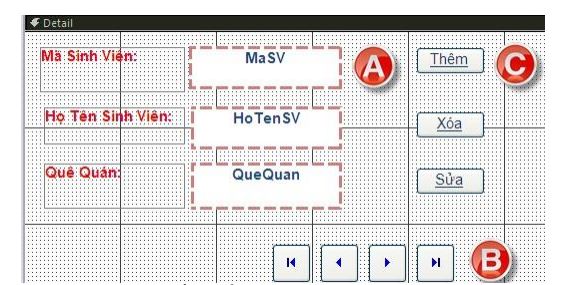 Detail
Mã Sinh Viên: MaSV A Thêm C
Họ Tên Sinh Viên: HoTenSV Xóa
Quê Quán: QueQuan Sửa
B